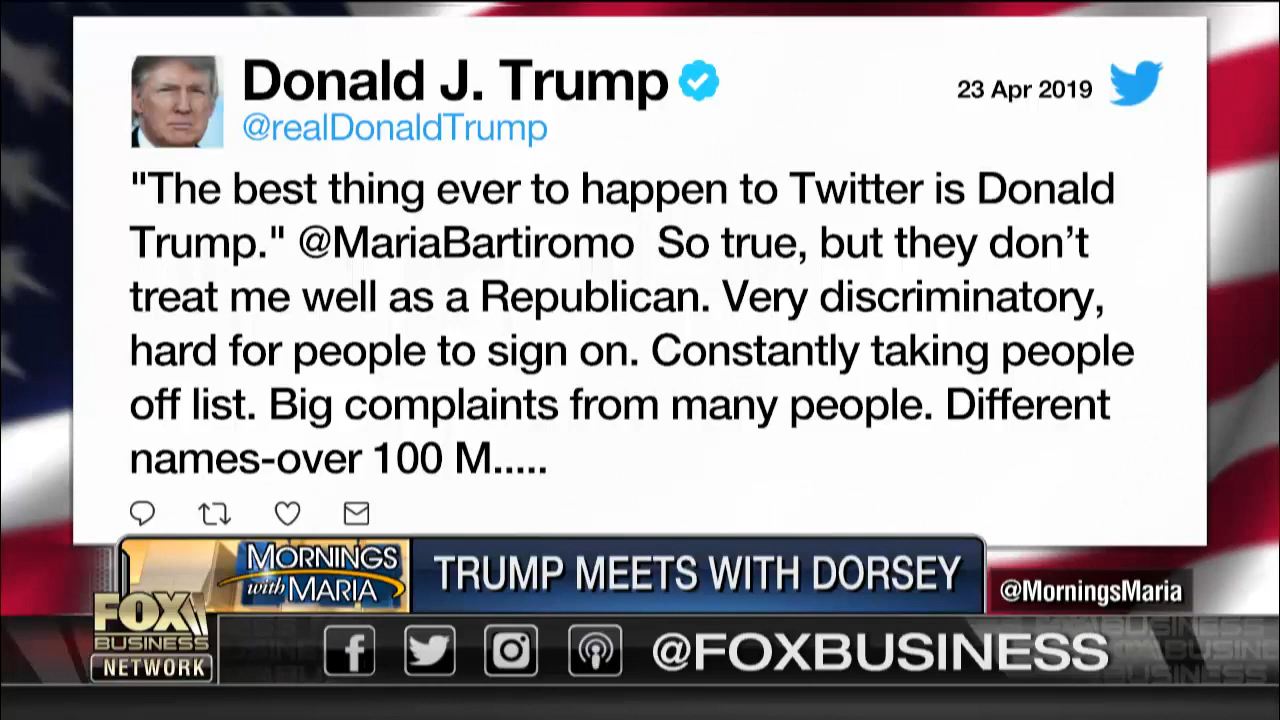 Donald J. Trump
@realDonaldTrump
23 Apr 2019
"The best thing ever to happen to Twitter is Donald
Trump." @MariaBartiromo  So true, but they don’t
treat me well as a Republican. Very discriminatory,
hard for people to sign on. Constantly taking people
off list. Big complaints from many people. Different
names-over 100 M.....
MORNINGS
with MARIA
TRUMP MEETS WITH DORSEY
@MorningsMaria
FOX
BUSINESS
NETWORK
@FOXBUSINESS